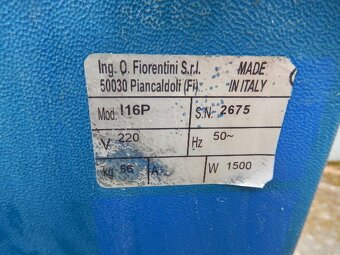 Ing. O. Fiorentini S.r.l. MADE
50030 Piancaldoli (Fi) IN ITALY
Mod. I16P S.N. 2675
V 220 Hz 50~
kg 56 A W 1500